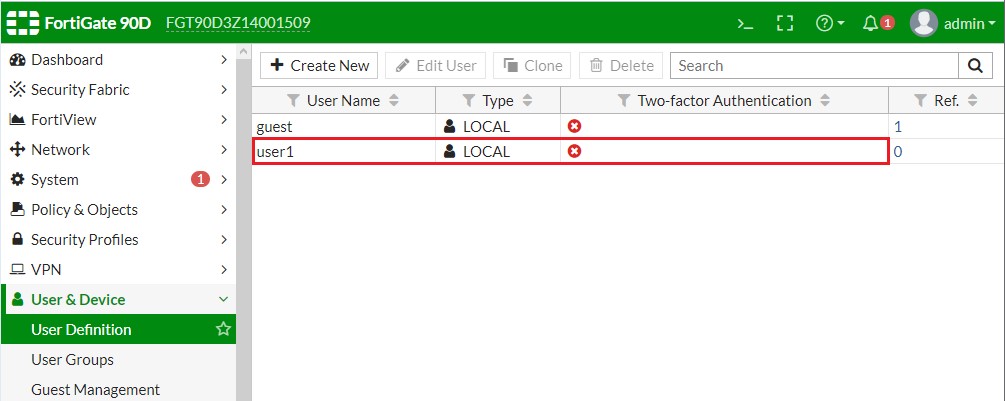 FortiGate 90D FGT90D3Z14001509 >_ 1 admin
Dashboard
Security Fabric
FortiView
Network
System 1
Policy & Objects
Security Profiles
VPN
User & Device
User Definition
User Groups
Guest Management
+ Create New Edit User Clone Delete Search
User Name Type Two-factor Authentication Ref.
guest LOCAL 1
user1 LOCAL 0